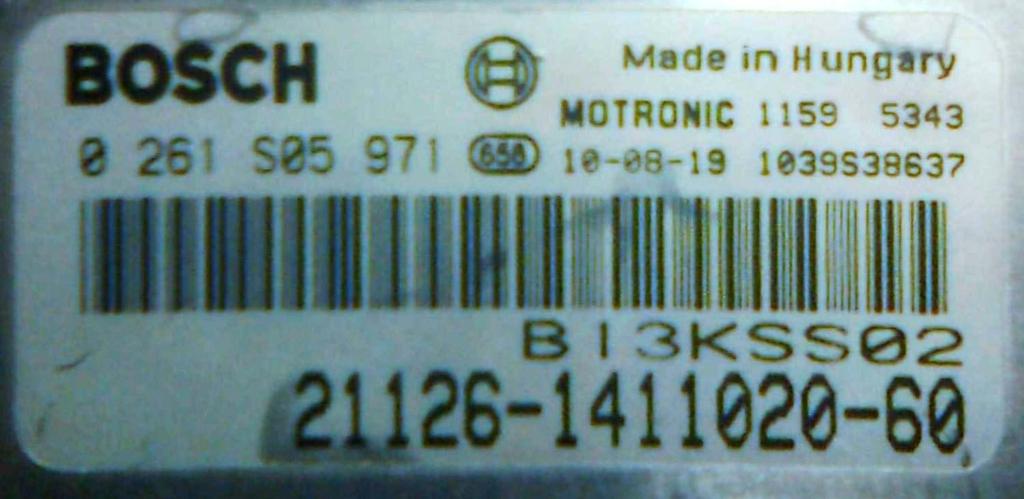 BOSCH
Made in Hungary
MOTRONIC 1159 5343
0 261 S05 971 658 10-08-19 1039S38637
B13KSS02
21126-1411020-60